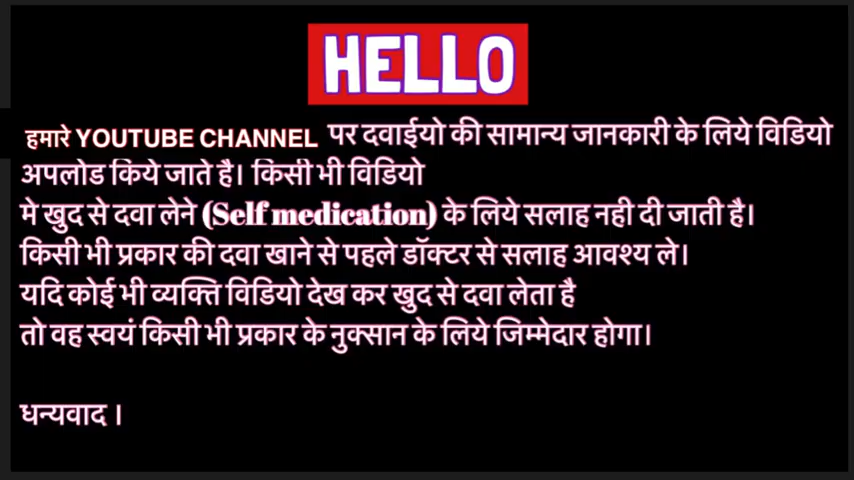 HELLO
हमारे YOUTUBE CHANNEL पर दवाईयो की सामान्य जानकारी के लिये विडियो
अपलोड किये जाते है। किसी भी विडियो
मे खुद से दवा लेने (Self medication) के लिये सलाह नही दी जाती है।
किसी भी प्रकार की दवा खाने से पहले डॉक्टर से सलाह आवश्य ले।
यदि कोई भी व्यक्ति विडियो देख कर खुद से दवा लेता है
तो वह स्वयं किसी भी प्रकार के नुक्सान के लिये जिम्मेदार होगा।
धन्यवाद ।